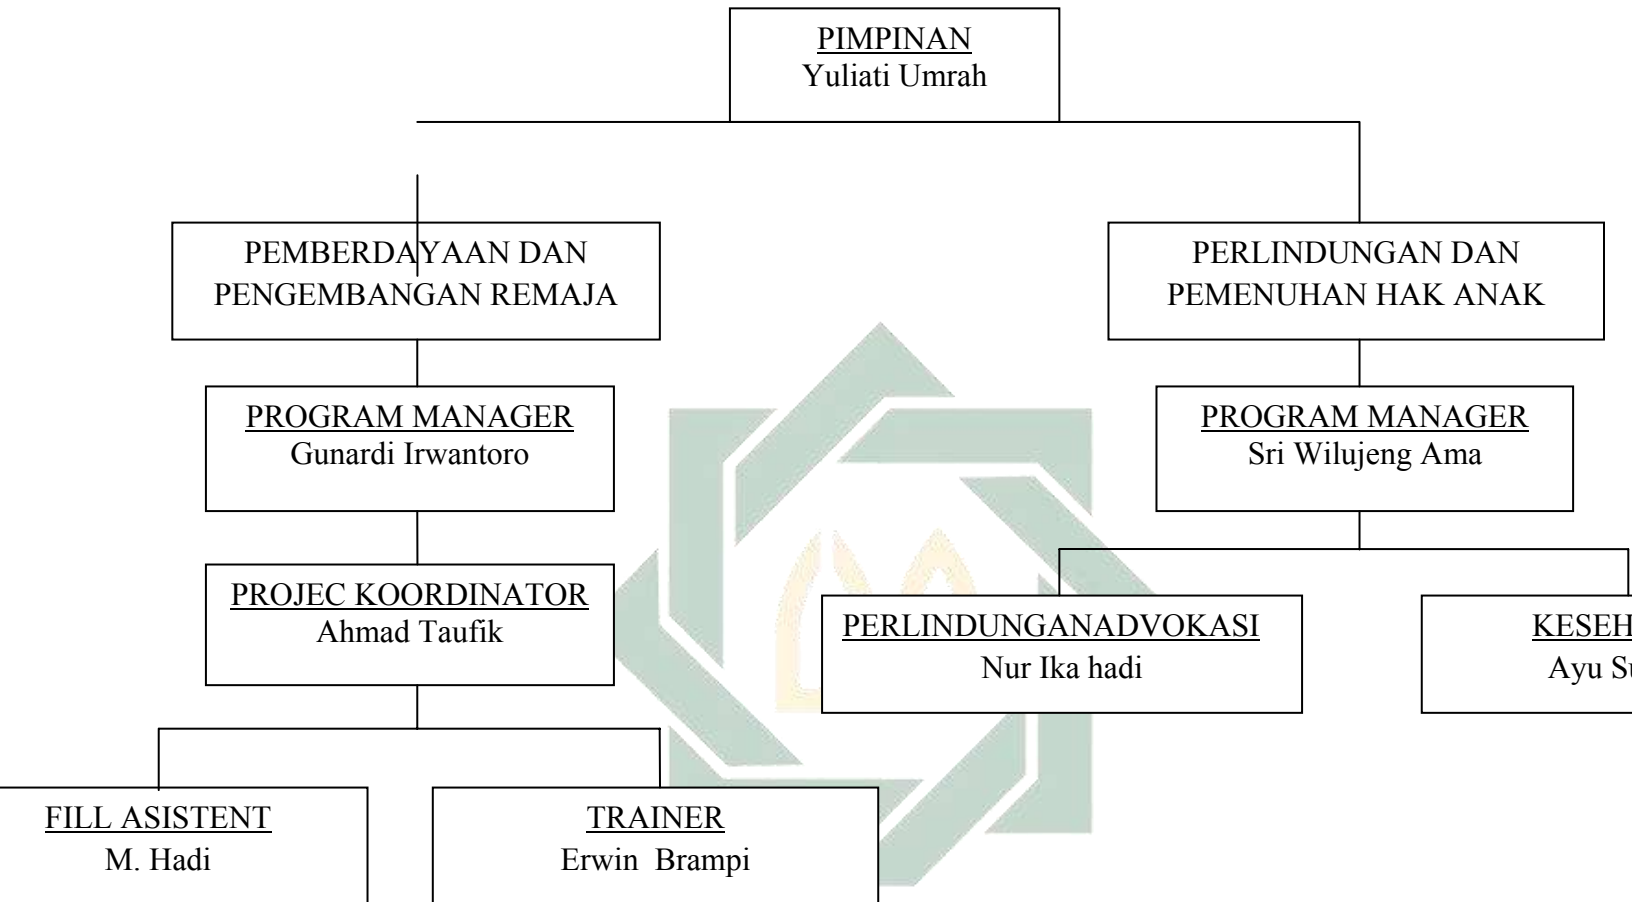 PIMPINAN
Yuliati Umrah
PEMBERDAYAAN DAN
PENGEMBANGAN REMAJA
PERLINDUNGAN DAN
PEMENUHAN HAK ANAK
PROGRAM MANAGER
Gunardi Irwantoro
PROGRAM MANAGER
Sri Wilujeng Ama
PROJEC KOORDINATOR
Ahmad Taufik
PERLINDUNGANADVOKASI
Nur Ika hadi
Ayu
FILL ASISTENT
M. Hadi
TRAINER
Erwin  Brampi